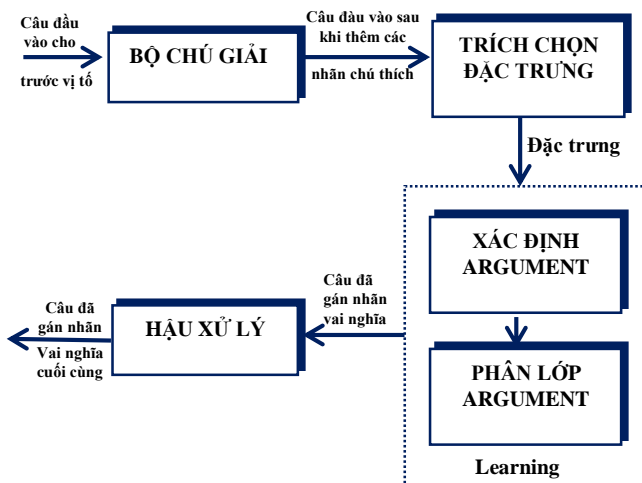 Câu đầu
vào cho
trước vị tố
BỘ CHÚ GIẢI
Câu đàu vào sau
khi thêm các
nhãn chú thích
TRÍCH CHỌN
ĐẶC TRƯNG
Đặc trưng
XÁC ĐỊNH
ARGUMENT
PHÂN LỚP
ARGUMENT
Learning
Câu đã
gán nhãn
vai nghĩa
HẬU XỬ LÝ
Câu đã
gán nhãn
Vai nghĩa
cuối cùng